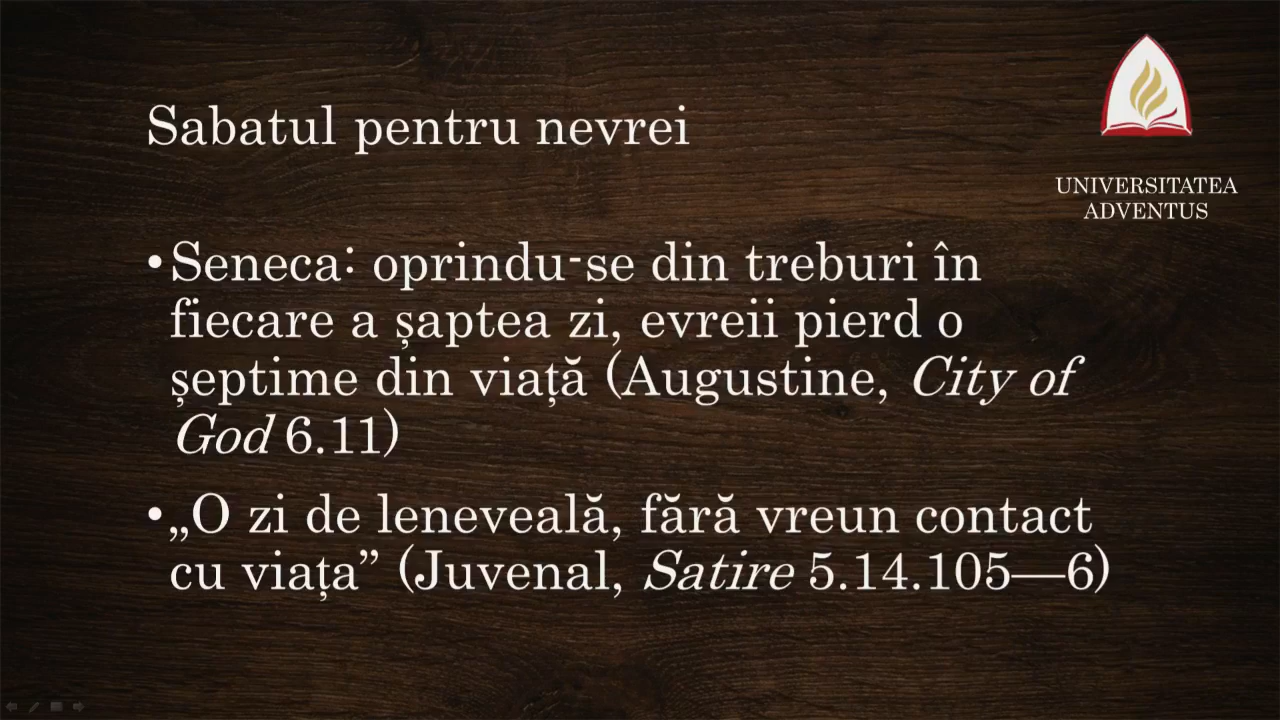 Sabatul pentru nevrei
UNIVERSITATEA
ADVENTUS
•Seneca: oprindu-se din treburi în
fiecare a șaptea zi, evreii pierd o
șeptime din viață (Augustine, City of
God 6.11)
•„O zi de leneveală, fără vreun contact
cu viața” (Juvenal, Satire 5.14.105—6)